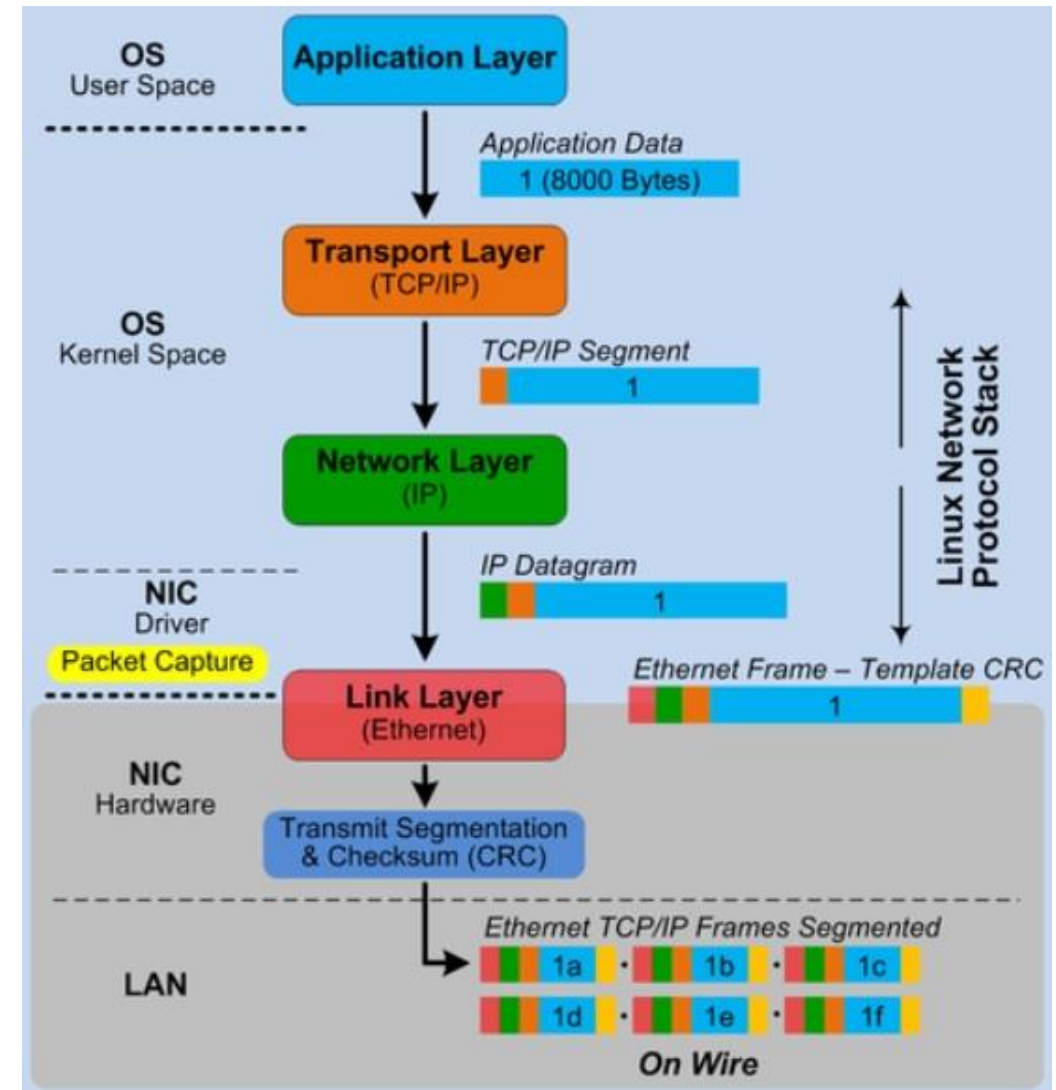 OS
User Space
Application Layer
Application Data
1 (8000 Bytes)
Transport Layer
(TCP/IP)
OS
Kernel Space
TCP/IP Segment
1
Network Layer
(IP)
Linux Network
Protocol Stack
IP Datagram
1
NIC
Driver
Packet Capture
Ethernet Frame – Template CRC
1
Link Layer
(Ethernet)
NIC
Hardware
Transmit Segmentation
& Checksum (CRC)
Ethernet TCP/IP Frames Segmented
1a · 1b · 1c
LAN
1d · 1e · 1f
On Wire